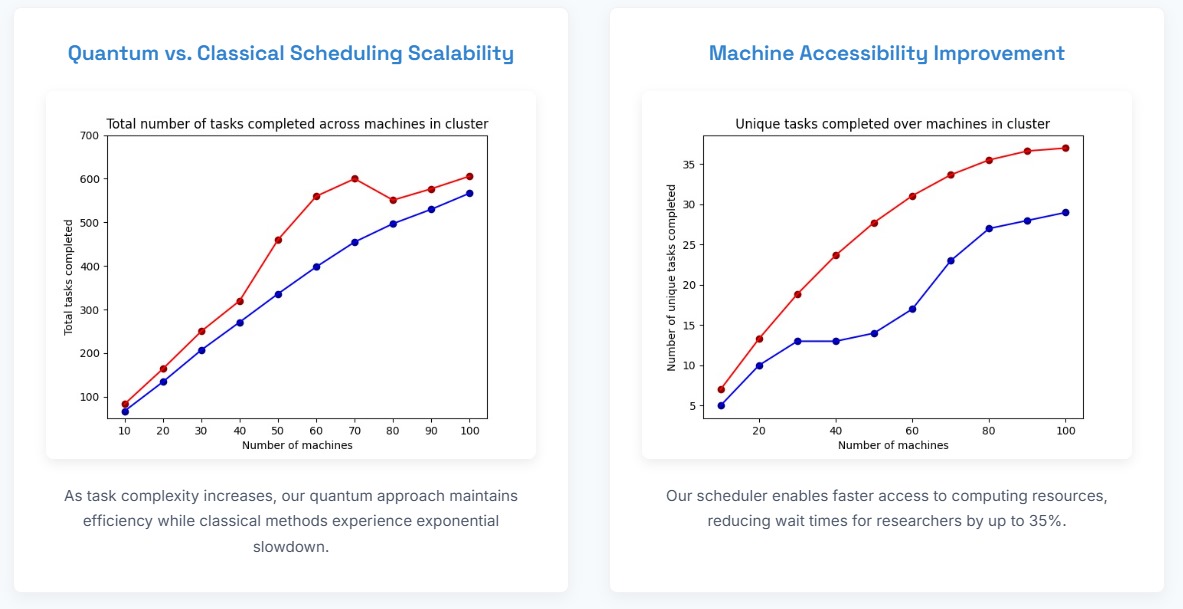 Quantum vs. Classical Scheduling Scalability
Total number of tasks completed across machines in cluster
700
600
500
400
300
200
100
Total tasks completed
10 20 30 40 50 60 70 80 90 100
Number of machines
As task complexity increases, our quantum approach maintains
efficiency while classical methods experience exponential
slowdown.
Machine Accessibility Improvement
Unique tasks completed over machines in cluster
35
30
25
20
15
10
5
Number of unique tasks completed
20 40 60 80 100
Number of machines
Our scheduler enables faster access to computing resources,
reducing wait times for researchers by up to 35%.